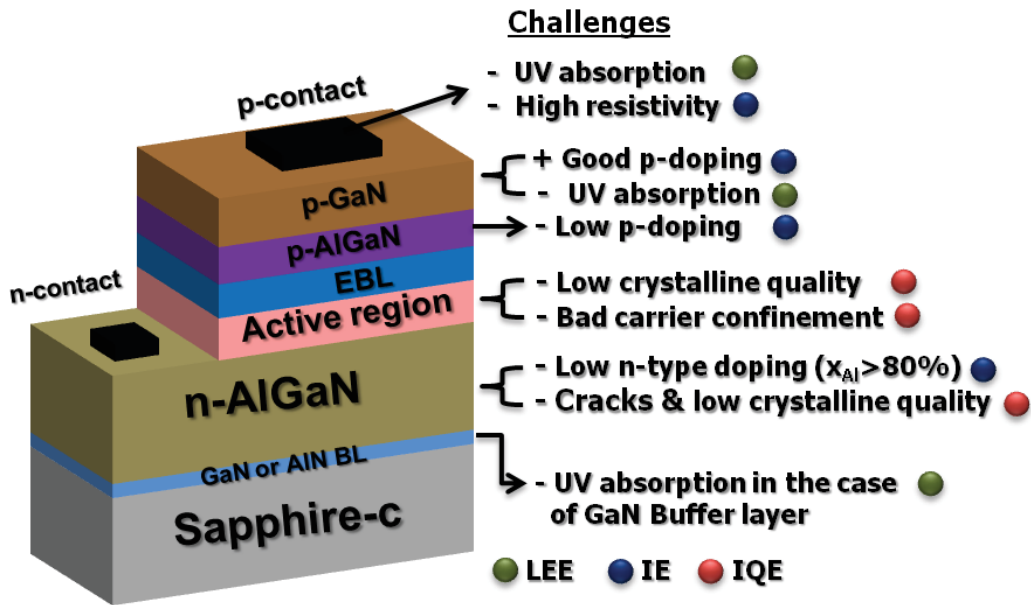 Challenges
p-contact
- UV absorption
- High resistivity
+ Good p-doping
- UV absorption
p-GaN
- Low p-doping
p-AlGaN
EBL
n-contact
Active region
- Low crystalline quality
- Bad carrier confinement
n-AlGaN
- Low n-type doping (xAl>80%)
- Cracks & low crystalline quality
GaN or AlN BL
Sapphire-c
- UV absorption in the case
of GaN Buffer layer
LEE IE IQE